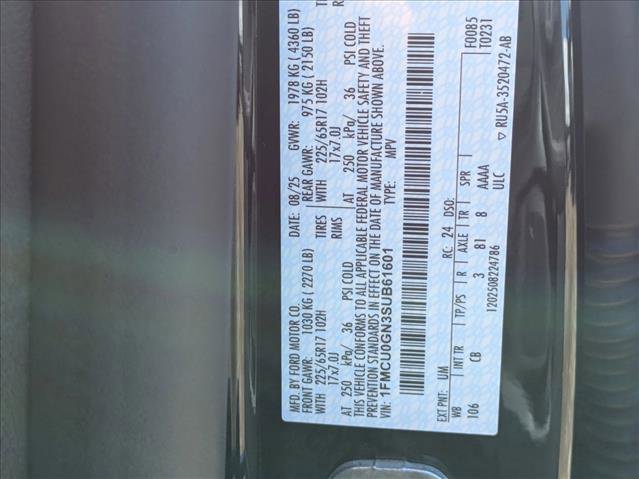 MFD. BY FORD MOTOR CO.
DATE: 08/25 GVWR: 1978 KG ( 4360 LB)
FRONT GAWR: 1030 KG ( 2270 LB) REAR GAWR: 975 KG ( 2150 LB)
WITH 225/65R17 102H TIRES WITH 225/65R17 102H
17x7.0J RIMS 17x7.0J
AT 250 kPa/ 36 PSI COLD AT 250 kPa/ 36 PSI COLD
THIS VEHICLE CONFORMS TO ALL APPLICABLE FEDERAL MOTOR VEHICLE SAFETY AND THEFT
PREVENTION STANDARDS IN EFFECT ON THE DATE OF MANUFACTURE SHOWN ABOVE.
VIN: 1FMCU0GN3SUB61601 TYPE: MPV
F0085
T0231
EXT PNT: UM RC: 24 DSO:
WB INT TR TP/PS R AXLE TR SPR
106 CB 3 B1 8 AAAA
ULC
1202508224786
▽ RU5A-3520472-AB